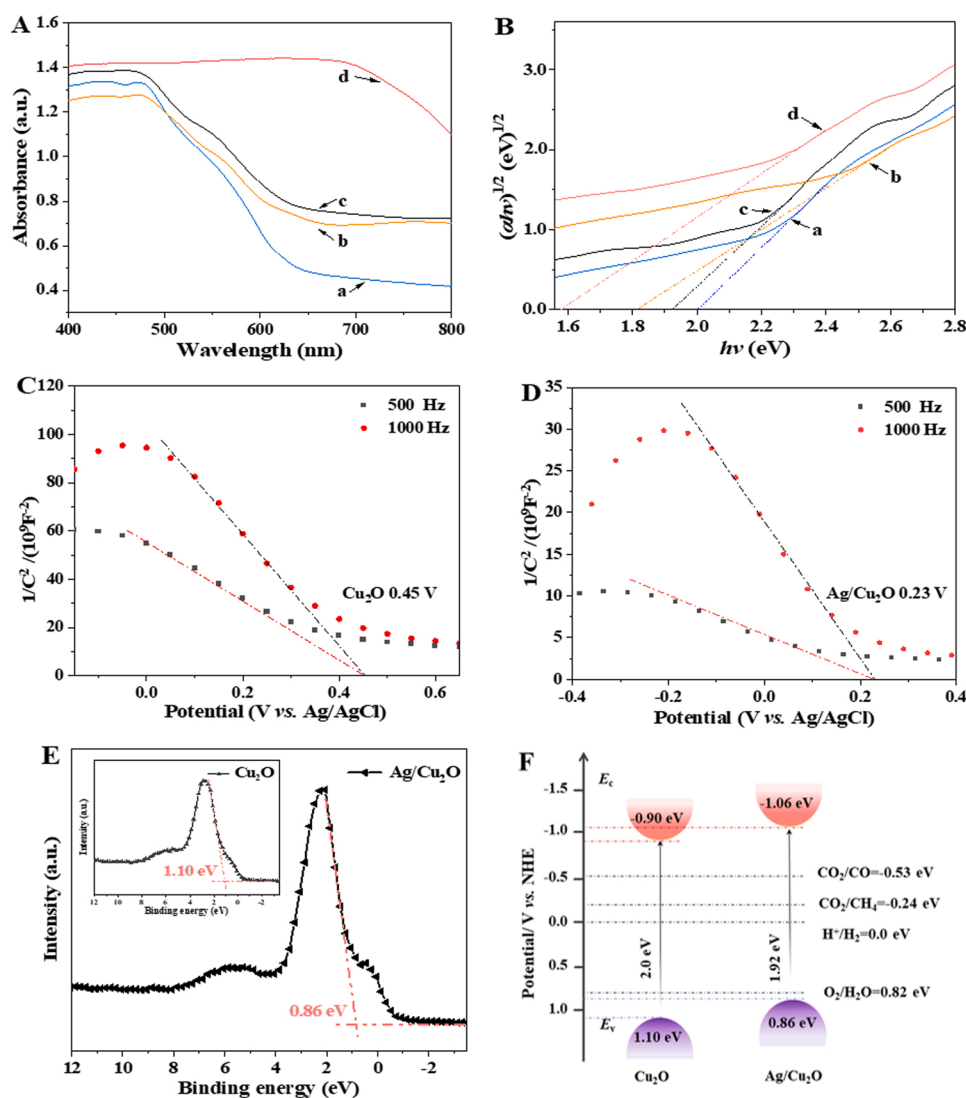 A
Absorbance (a.u.)
1.6
1.4
1.2
1.0
0.8
0.6
0.4
d
c
b
a
400 500 600 700 800
Wavelength (nm)
B
(αhν)1/2 (eV)1/2
3.0
2.0
1.0
0.0
d
c
b
a
1.6 1.8 2.0 2.2 2.4 2.6 2.8
hν (eV)
C
1/C² /(10⁹F⁻²)
120
100
80
60
40
20
0
500 Hz
1000 Hz
Cu₂O 0.45 V
0.0 0.2 0.4 0.6
Potential (V vs. Ag/AgCl)
D
1/C² /(10⁹F⁻²)
35
30
25
20
15
10
5
0
500 Hz
1000 Hz
Ag/Cu₂O 0.23 V
-0.4 -0.2 0.0 0.2 0.4
Potential (V vs. Ag/AgCl)
E
Intensity (a.u.)
Ag/Cu₂O
0.86 eV
12 10 8 6 4 2 0 -2
Binding energy (eV)
Intensity (a.u.)
Cu₂O
1.10 eV
12 10 8 6 4 2 0 -2
Binding energy (eV)
F
Potential/ V vs. NHE
-1.5
-1.0
-0.5
0.0
0.5
1.0
Ec
Ev
-0.90 eV
-1.06 eV
CO₂/CO=-0.53 eV
CO₂/CH₄=-0.24 eV
H⁺/H₂=0.0 eV
2.0 eV
1.92 eV
O₂/H₂O=0.82 eV
1.10 eV
0.86 eV
Cu₂O
Ag/Cu₂O